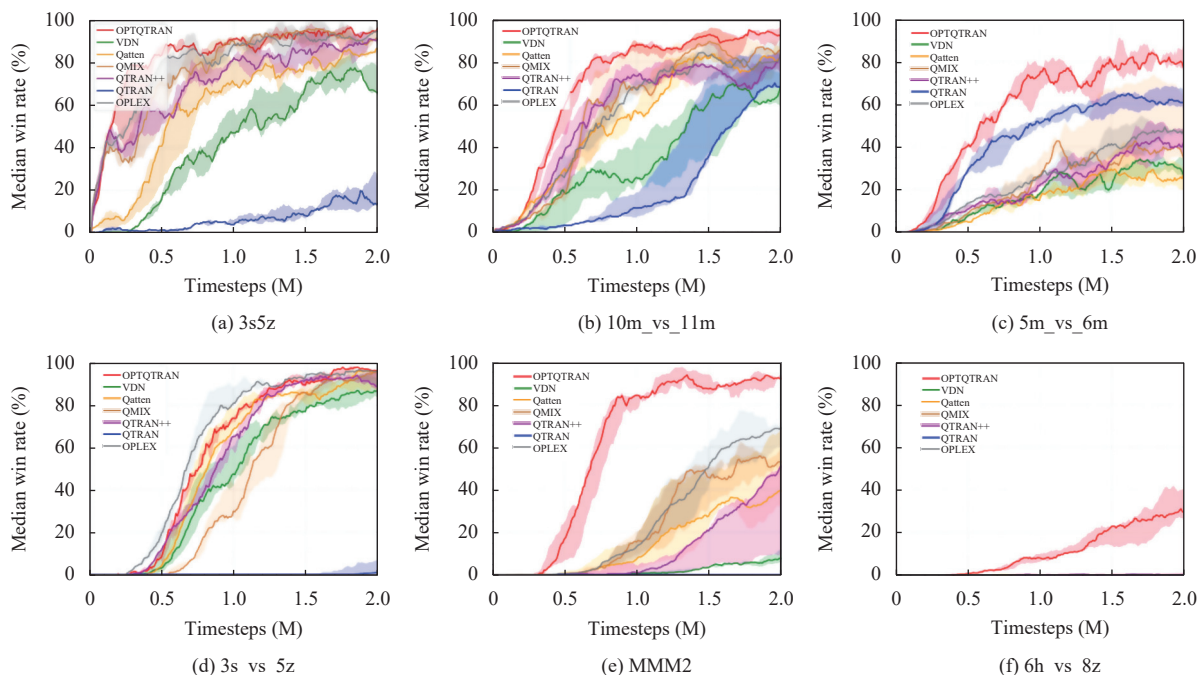 100
80
60
40
20
0
Median win rate (%)
OPTQTRAN
VDN
Qatten
QMIX
QTRAN++
QTRAN
OPLEX
0
0.5
1.0
1.5
2.0
Timesteps (M)
(a) 3s5z
100
80
60
40
20
0
Median win rate (%)
OPTQTRAN
VDN
Qatten
QMIX
QTRAN++
QTRAN
OPLEX
0
0.5
1.0
1.5
2.0
Timesteps (M)
(b) 10m_vs_11m
100
80
60
40
20
0
Median win rate (%)
OPTQTRAN
VDN
Qatten
QMIX
QTRAN++
QTRAN
OPLEX
0
0.5
1.0
1.5
2.0
Timesteps (M)
(c) 5m_vs_6m
100
80
60
40
20
0
Median win rate (%)
OPTQTRAN
VDN
Qatten
QMIX
QTRAN++
QTRAN
OPLEX
0
0.5
1.0
1.5
2.0
Timesteps (M)
(d) 3s vs 5z
100
80
60
40
20
0
Median win rate (%)
OPTQTRAN
VDN
Qatten
QMIX
QTRAN++
QTRAN
OPLEX
0
0.5
1.0
1.5
2.0
Timesteps (M)
(e) MMM2
100
80
60
40
20
0
Median win rate (%)
OPTQTRAN
VDN
Qatten
QMIX
QTRAN++
QTRAN
OPLEX
0
0.5
1.0
1.5
2.0
Timesteps (M)
(f) 6h vs 8z